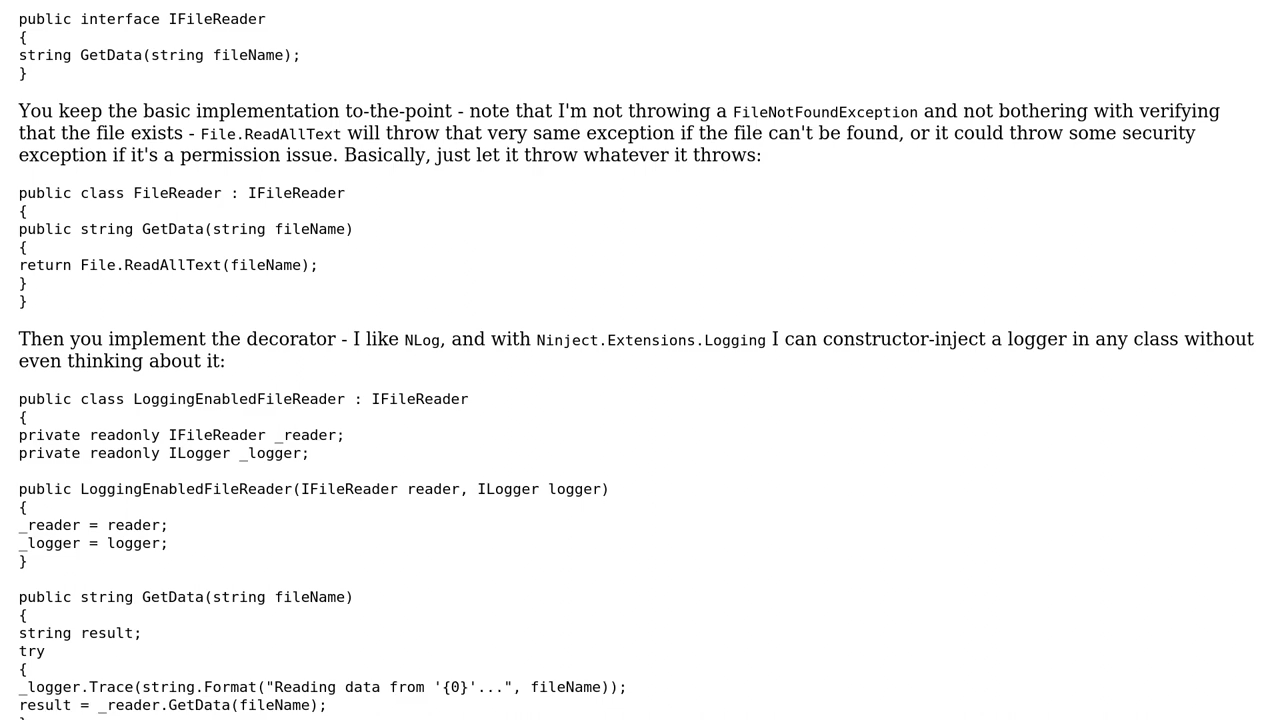 public interface IFileReader
{
string GetData(string fileName);
}
You keep the basic implementation to-the-point - note that I'm not throwing a FileNotFoundException and not bothering with verifying
that the file exists - File.ReadAllText will throw that very same exception if the file can't be found, or it could throw some security
exception if it's a permission issue. Basically, just let it throw whatever it throws:
public class FileReader : IFileReader
{
public string GetData(string fileName)
{
return File.ReadAllText(fileName);
}
}
Then you implement the decorator - I like NLog, and with Ninject.Extensions.Logging I can constructor-inject a logger in any class without
even thinking about it:
public class LoggingEnabledFileReader : IFileReader
{
private readonly IFileReader _reader;
private readonly ILogger _logger;
public LoggingEnabledFileReader(IFileReader reader, ILogger logger)
{
_reader = reader;
_logger = logger;
}
public string GetData(string fileName)
{
string result;
try
{
_logger.Trace(string.Format("Reading data from '{0}'...", fileName));
result = _reader.GetData(fileName);